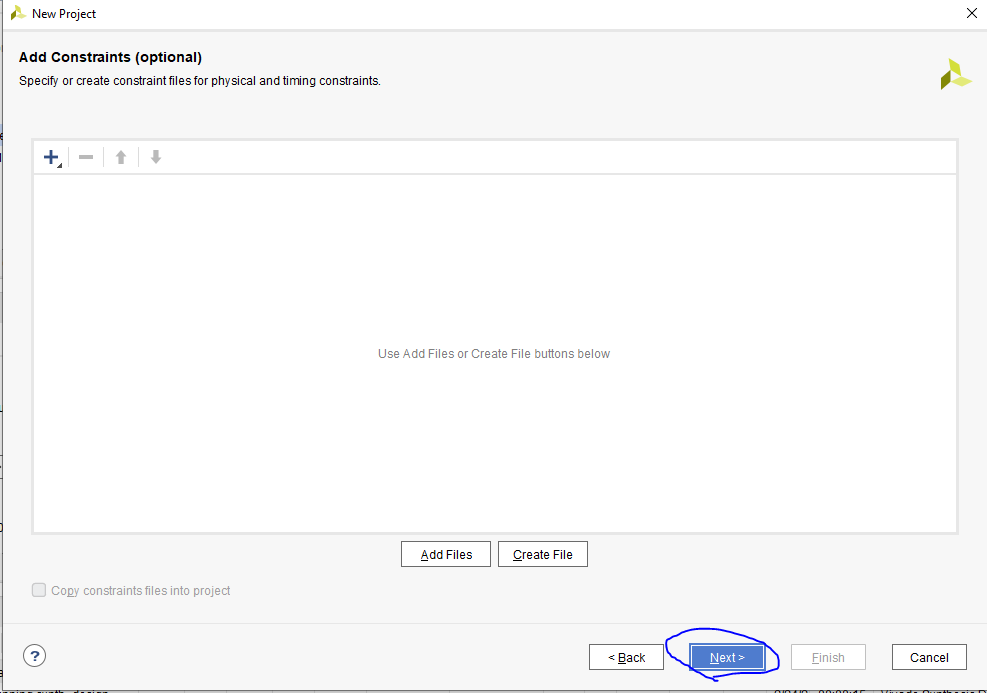 New Project
Add Constraints (optional)
Specify or create constraint files for physical and timing constraints.
Use Add Files or Create File buttons below
Add Files
Create File
Copy constraints files into project
?
< Back
Next >
Finish
Cancel